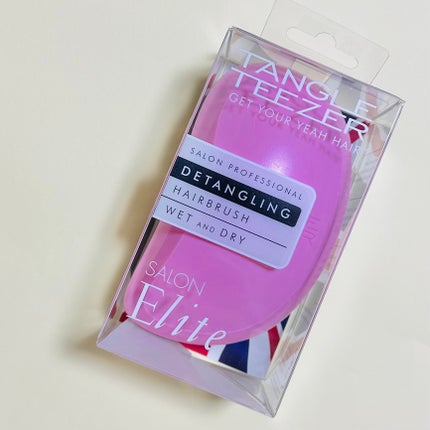 TANGLE
TEEZER
GET YOUR YEAH HAIR
SALON PROFESSIONAL
DETANGLING
HAIRBRUSH
WET AND DRY
SALON
Elite